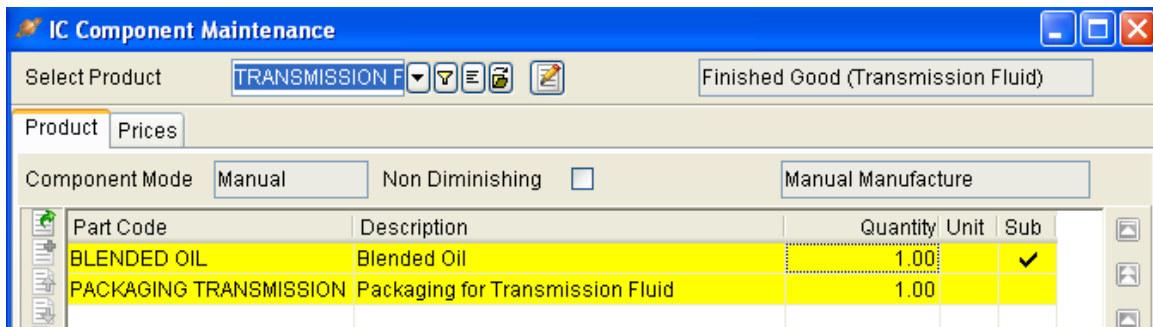 IC Component Maintenance
Select Product TRANSMISSION F Finished Good (Transmission Fluid)
Product Prices
Component Mode Manual Non Diminishing Manual Manufacture
Part Code Description Quantity Unit Sub
BLENDED OIL Blended Oil 1.00
PACKAGING TRANSMISSION Packaging for Transmission Fluid 1.00